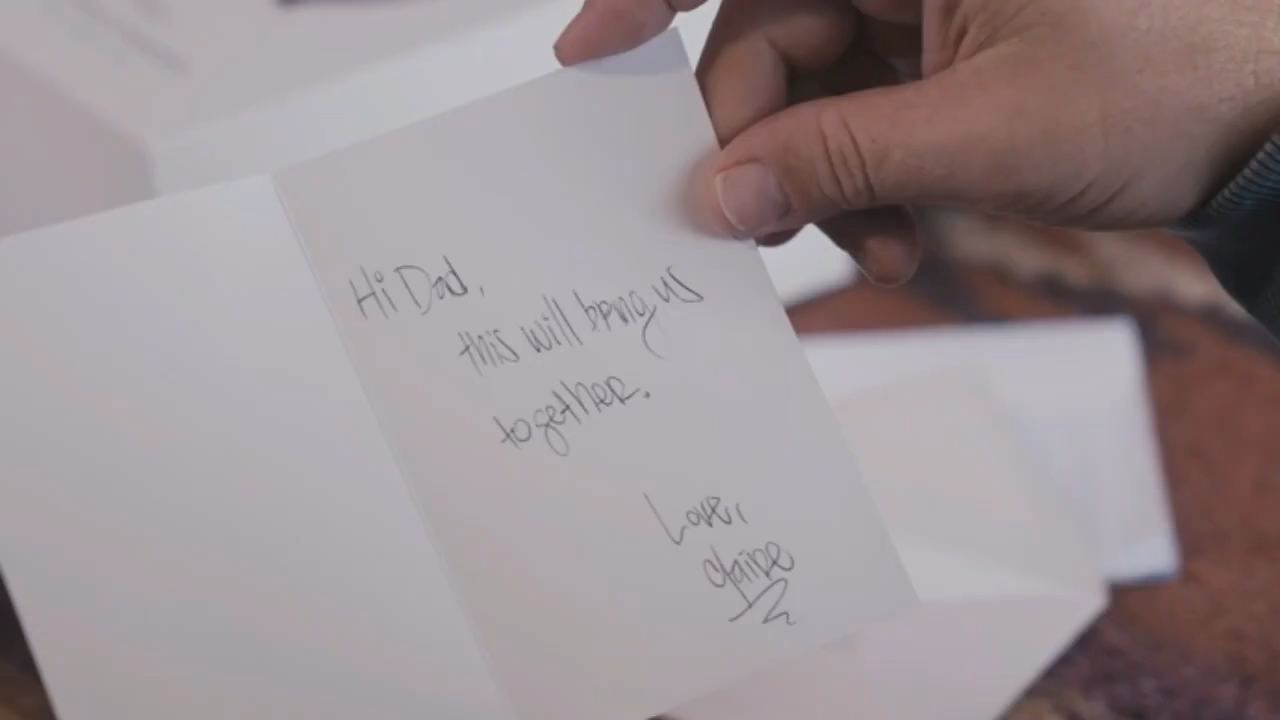 Hi Dad,
this will bring us
together.
Love,
Claire